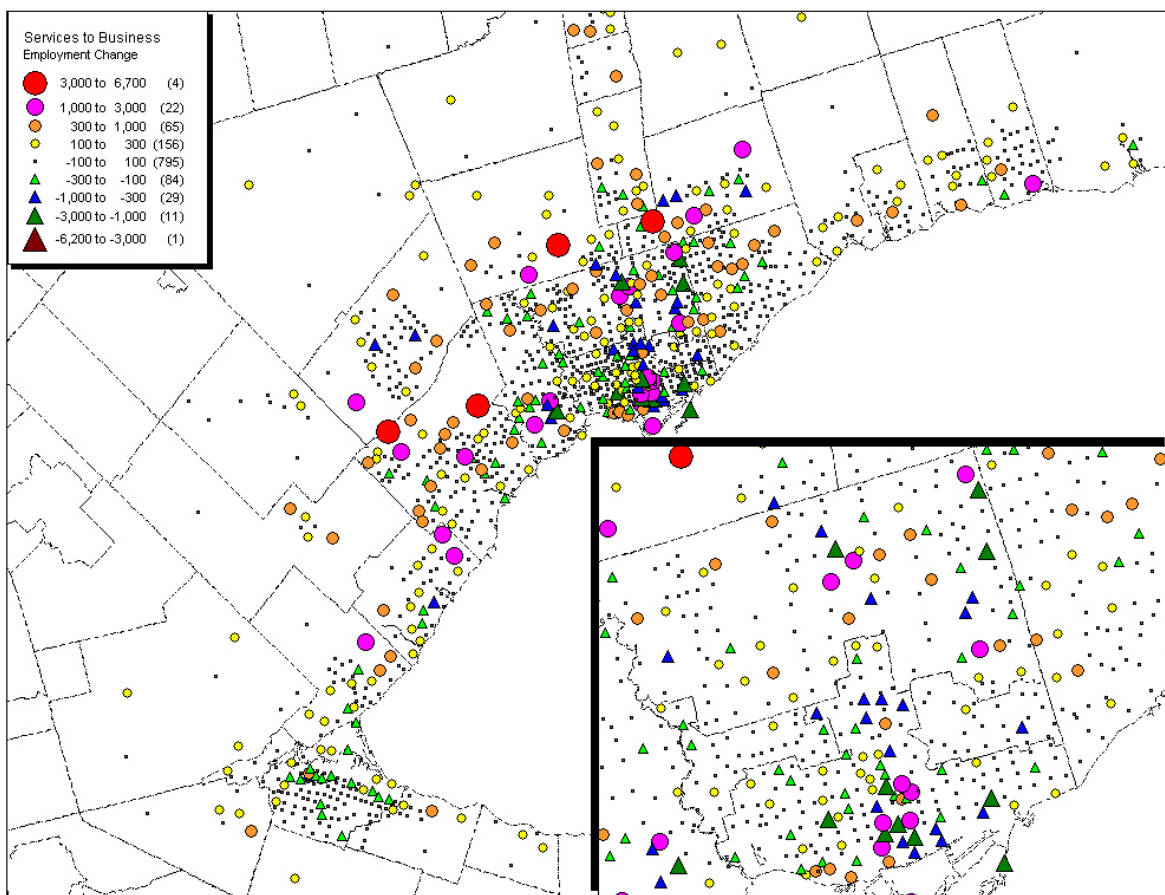 Services to Business
Employment Change
3,000 to 6,700 (4)
1,000 to 3,000 (22)
300 to 1,000 (65)
100 to 300 (156)
-100 to 100 (795)
-300 to -100 (84)
-1,000 to -300 (29)
-3,000 to -1,000 (11)
-6,200 to -3,000 (1)